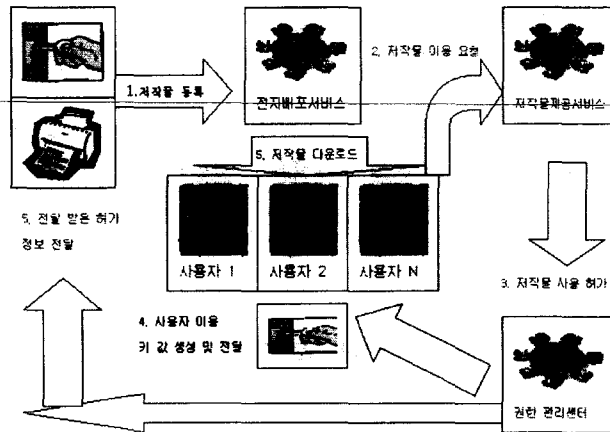 1.저작물 등록
전자배포서비스
2. 저작물 이용 요청
저작물제공서비스
5. 저작물 다운로드
사용자 1
사용자 2
사용자 N
5. 전달 받은 허가
정보 전달
3. 저작물 사용 허가
4. 사용자 이용
키 값 생성 및 전달
권한 관리센터